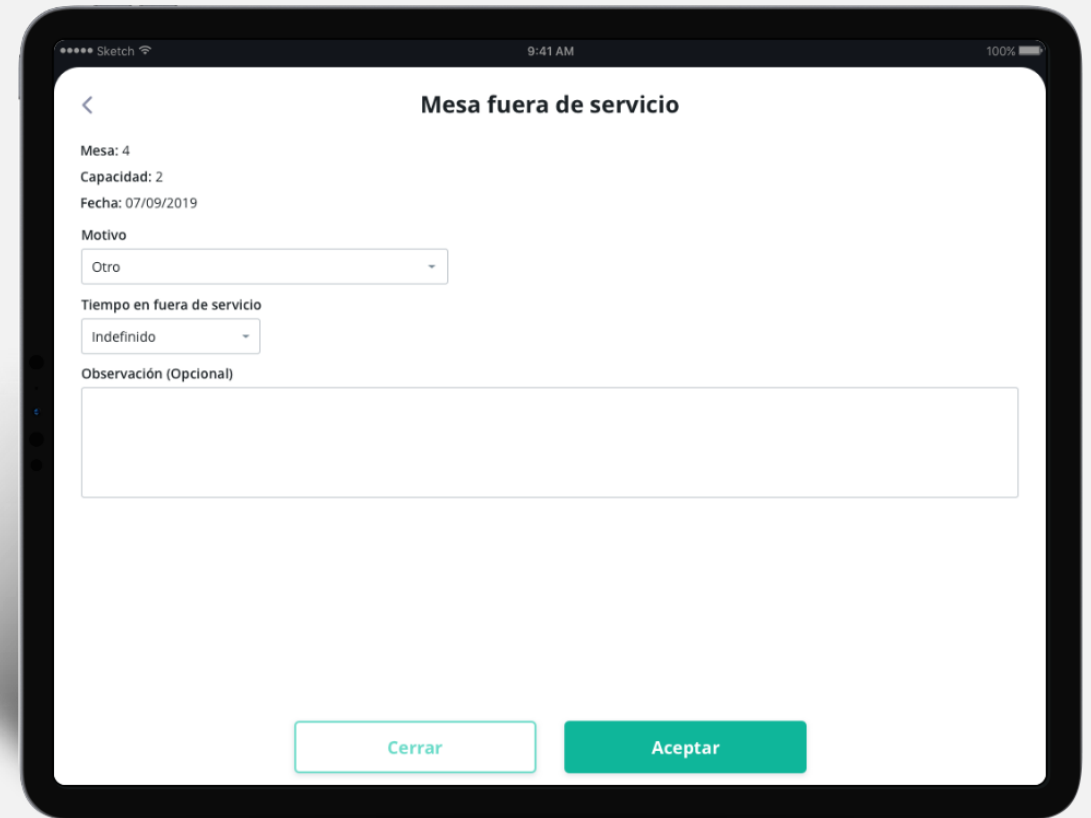 Sketch 9:41 AM 100%
Mesa fuera de servicio
Mesa: 4
Capacidad: 2
Fecha: 07/09/2019
Motivo
Otro
Tiempo en fuera de servicio
Indefinido
Observación (Opcional)
Cerrar Aceptar